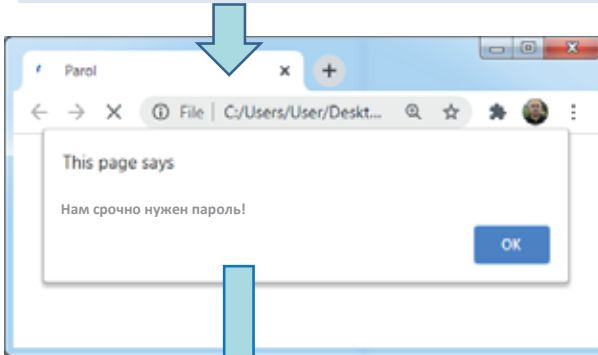 Parol
File | C:/Users/User/Deskt...
This page says
Нам срочно нужен пароль!
OK